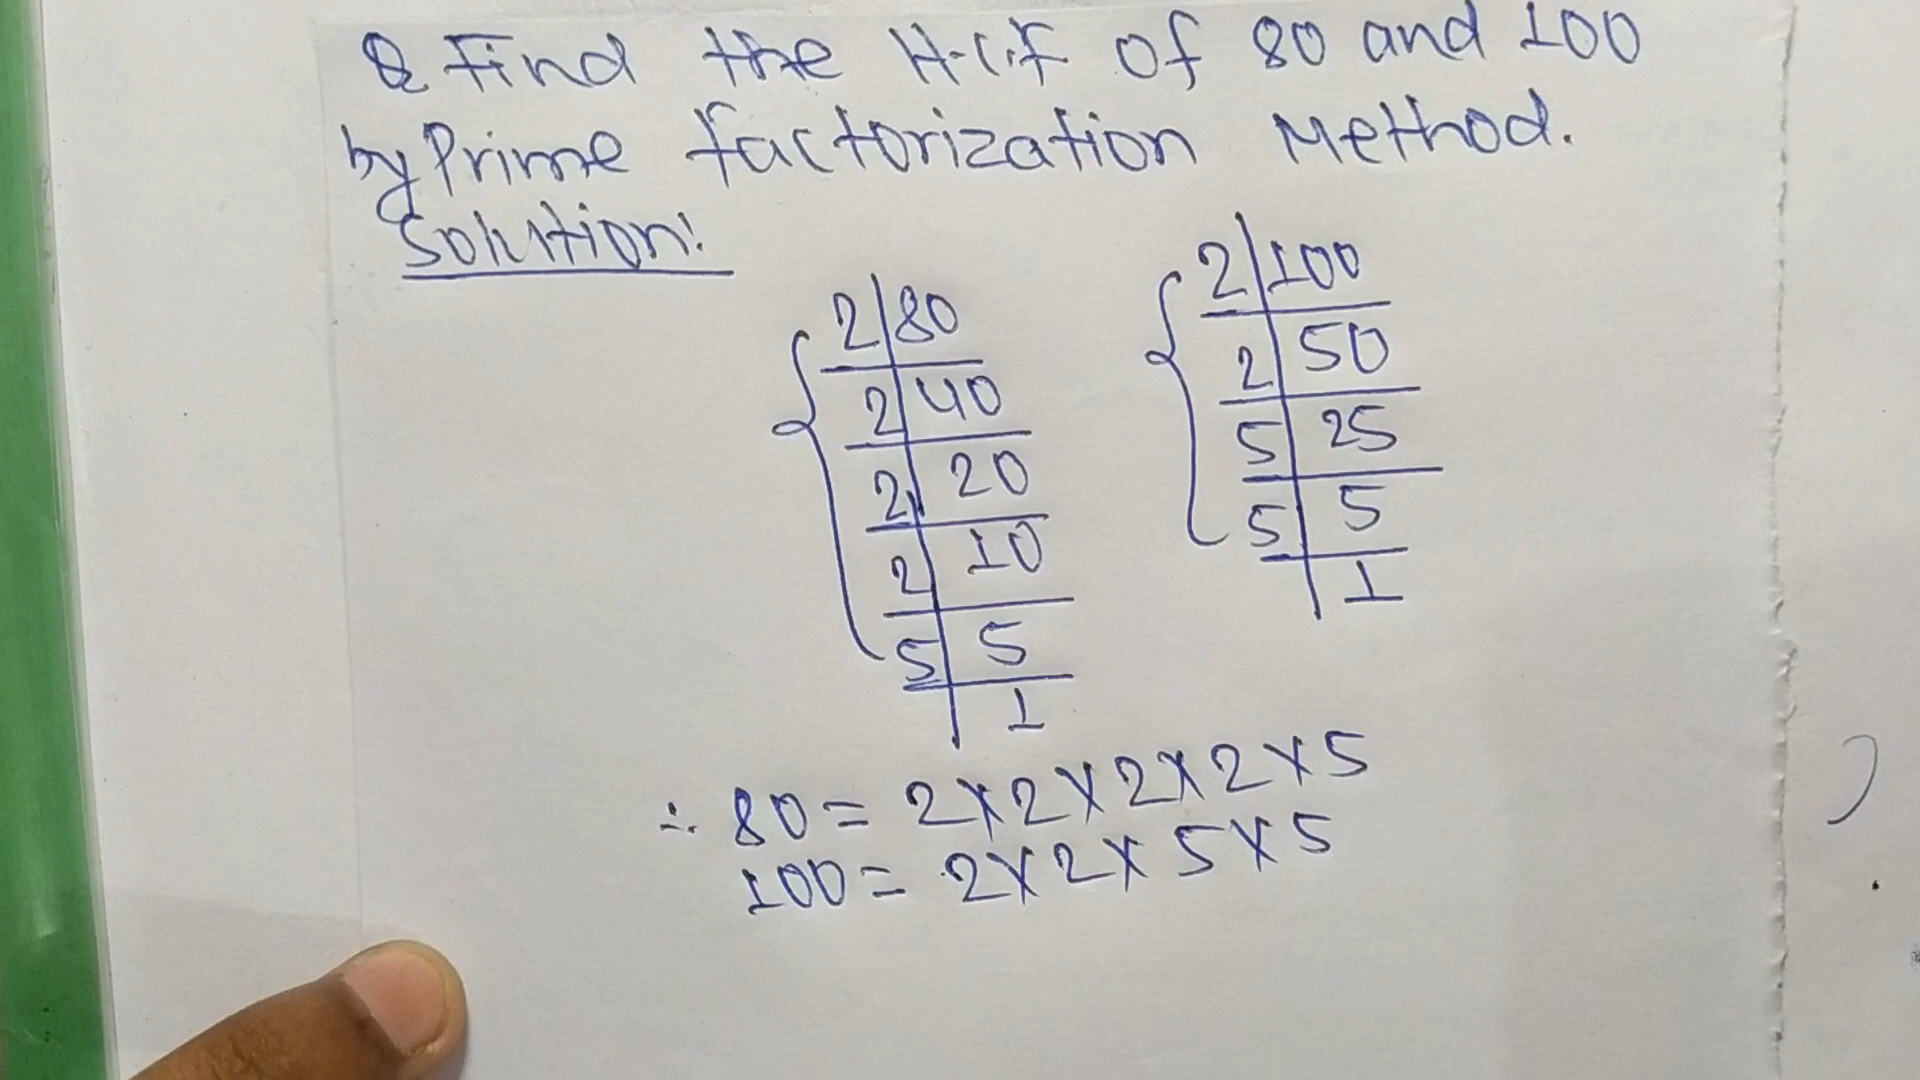 Q Find the H.C.F of 80 and 100
by Prime factorization Method.
Solution:
2 80
2 40
2 20
2 10
5 5
1
2 100
2 50
5 25
5 5
1
∴ 80 = 2×2×2×2×5
100 = 2×2×5×5